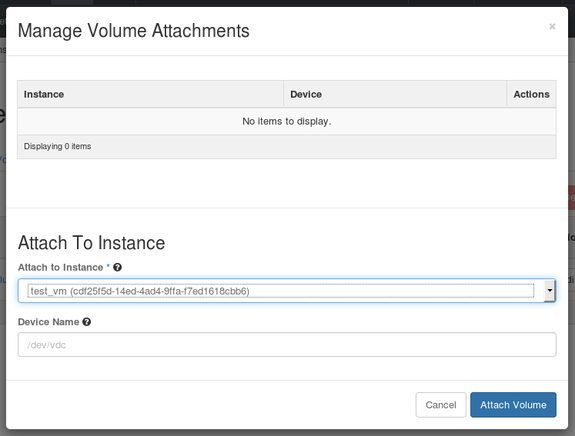 Manage Volume Attachments ×
Instance Device Actions
No items to display.
Displaying 0 items
Attach To Instance
Attach to Instance * ?
test_vm (cdf25f5d-14ed-4ad4-9ffa-f7ed1618cbb6)
Device Name ?
/dev/vdc
Cancel Attach Volume